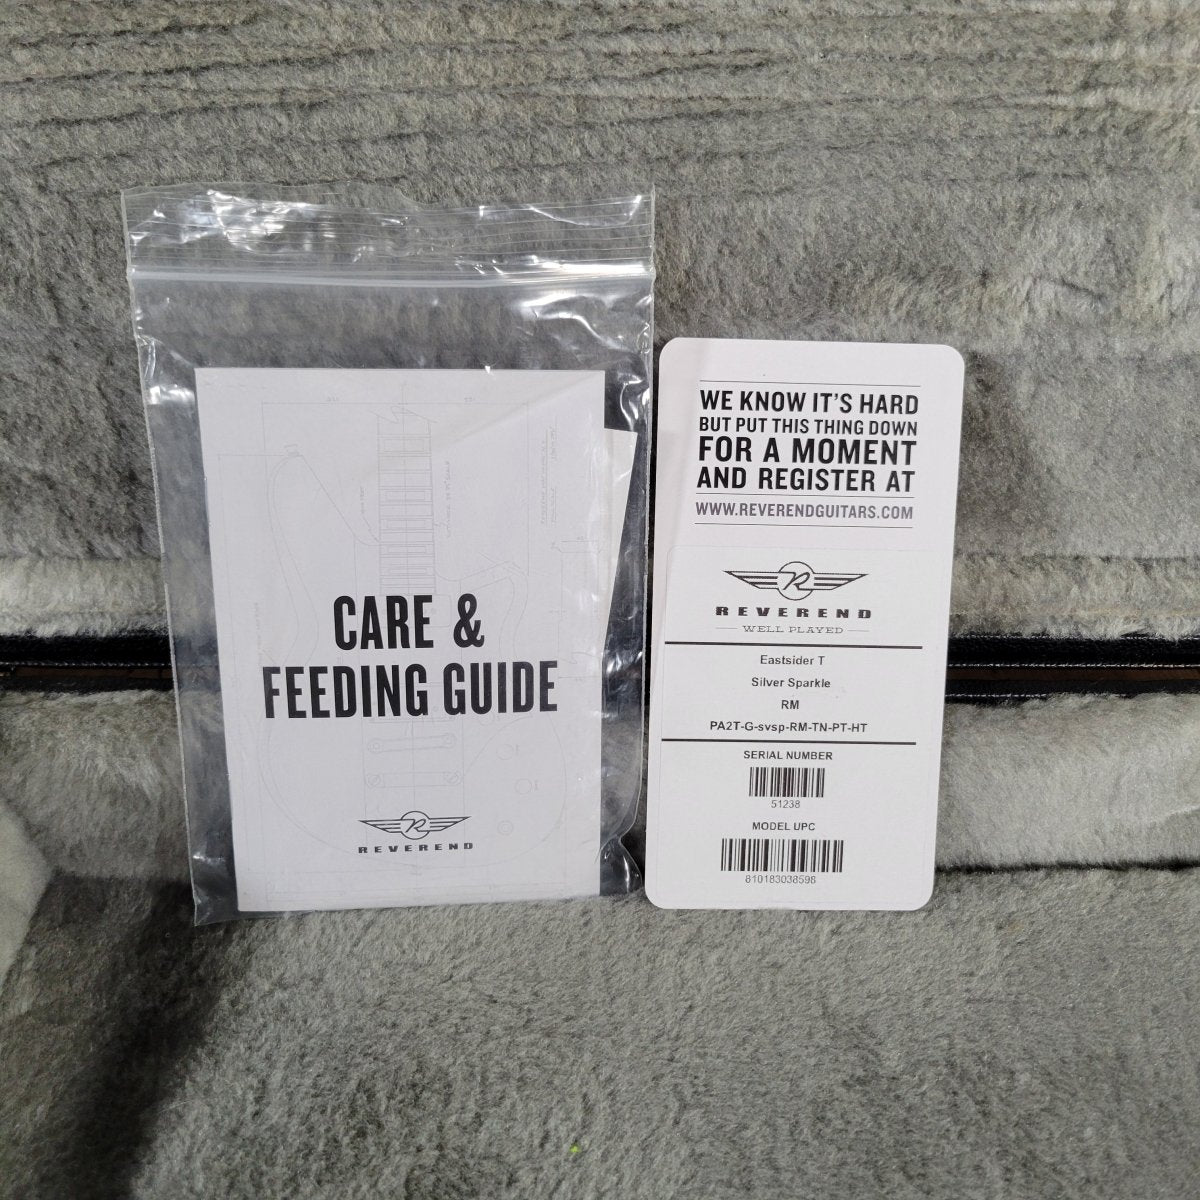 CARE &
FEEDING GUIDE
R
REVEREND
WE KNOW IT'S HARD
BUT PUT THIS THING DOWN
FOR A MOMENT
AND REGISTER AT
WWW.REVERENDGUITARS.COM
R
REVEREND
WELL PLAYED
Eastsider T
Silver Sparkle
RM
PA2T-G-svsp-RM-TN-PT-HT
SERIAL NUMBER
51238
MODEL UPC
810183038598